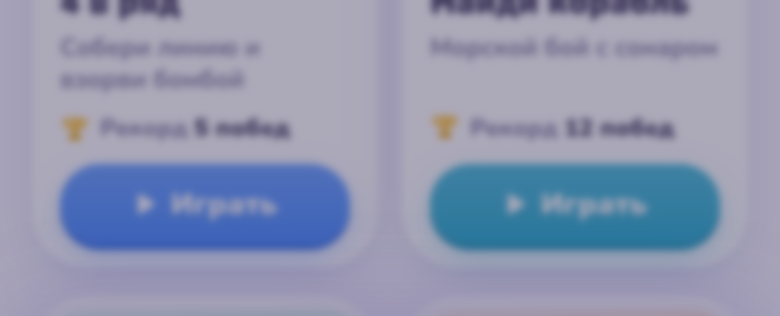 4 в ряд
Собери линию и
взорви бомбой
Рекорд 5 побед
Играть
Найди корабль
Морской бой с сонаром
Рекорд 12 побед
Играть